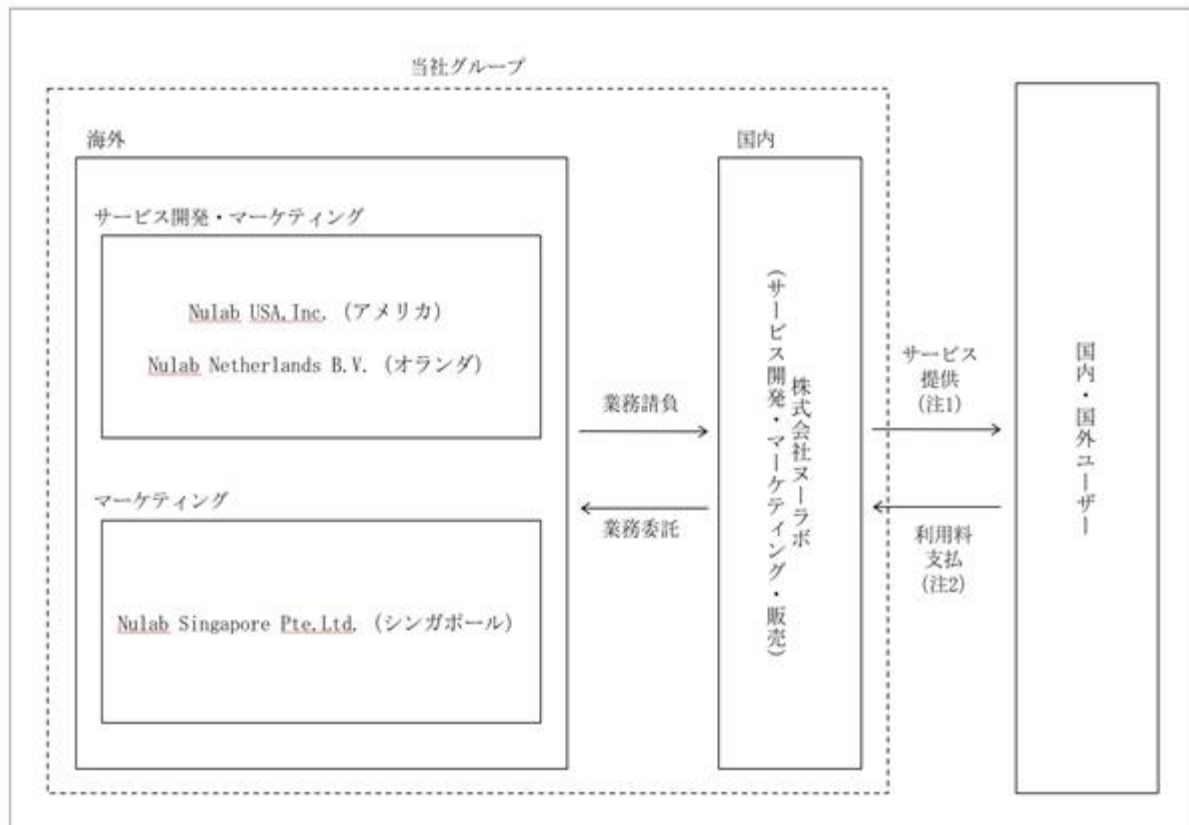 当社グループ
海外
サービス開発・マーケティング
Nulab USA,Inc.（アメリカ）
Nulab Netherlands B.V.（オランダ）
マーケティング
Nulab Singapore Pte.Ltd.（シンガポール）
業務請負
業務委託
国内
株式会社ヌーラボ
（サービス開発・マーケティング・販売）
サービス
提供
(注1)
利用料
支払
(注2)
国内・国外ユーザー